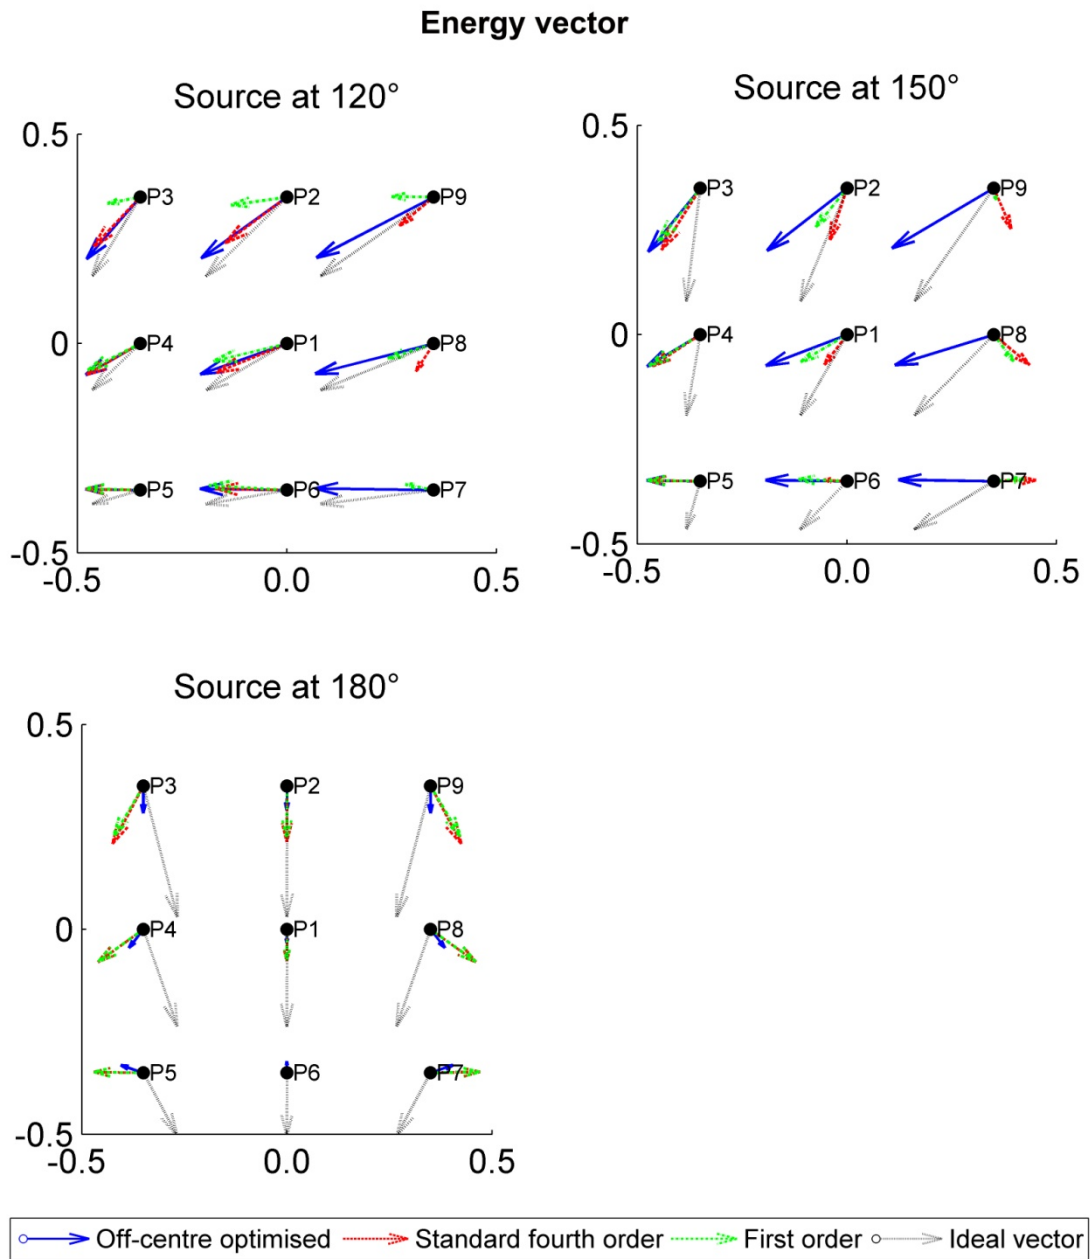 Energy vector
Source at 120°
0.5
P3 P2 P9
0
P4 P1 P8
P5 P6 P7
-0.5
-0.5 0.0 0.5
Source at 150°
0.5
P3 P2 P9
0
P4 P1 P8
P5 P6 P7
-0.5
-0.5 0.0 0.5
Source at 180°
0.5
P3 P2 P9
0
P4 P1 P8
P5 P6 P7
-0.5
-0.5 0.0 0.5
Off-centre optimised Standard fourth order First order Ideal vector